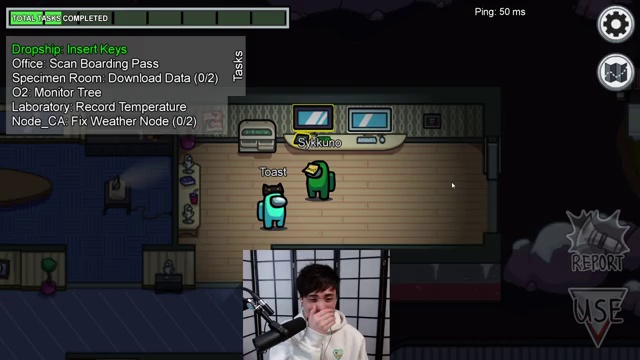 TOTAL TASKS COMPLETED
Ping: 50 ms
Dropship: Insert Keys
Office: Scan Boarding Pass
Specimen Room: Download Data (0/2)
O2: Monitor Tree
Laboratory: Record Temperature
Node_CA: Fix Weather Node (0/2)
Tasks
Sykkuno
Toast
REPORT
USE